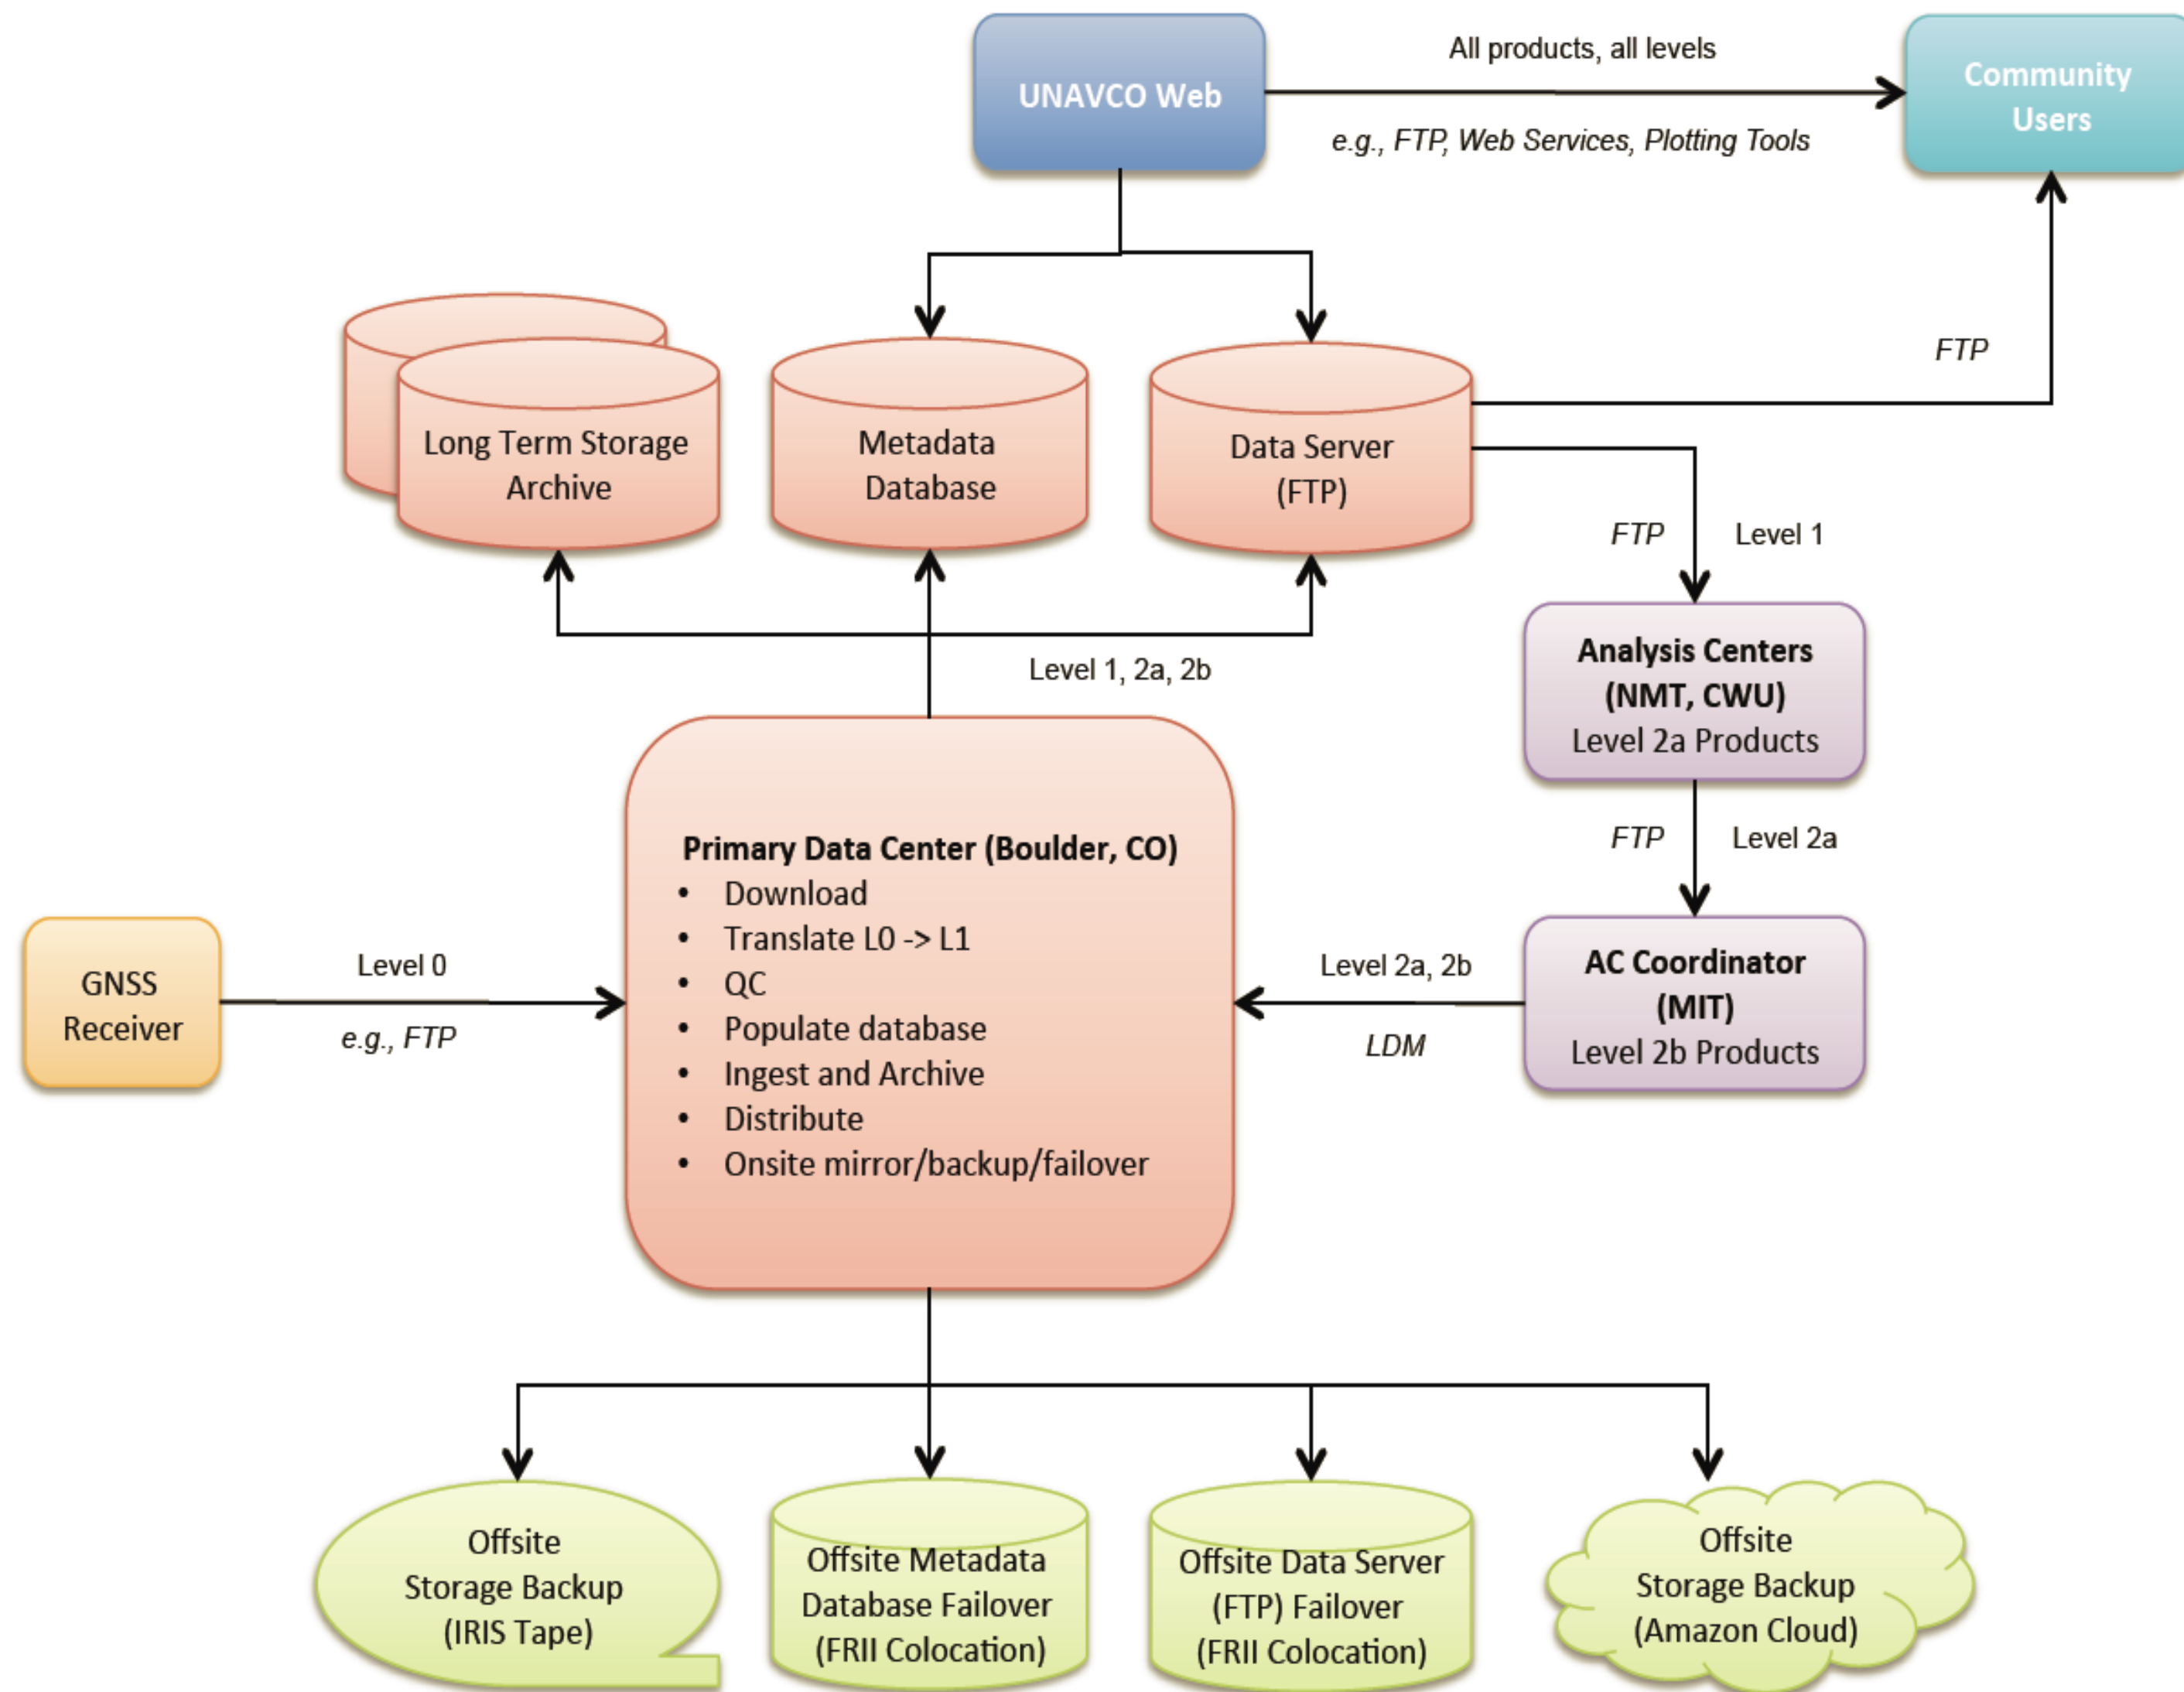 UNAVCO Web
All products, all levels
e.g., FTP, Web Services, Plotting Tools
Community
Users
Long Term Storage
Archive
Metadata
Database
Data Server
(FTP)
FTP
FTP
Level 1
Level 1, 2a, 2b
Analysis Centers
(NMT, CWU)
Level 2a Products
FTP
Level 2a
GNSS
Receiver
Level 0
e.g., FTP
Primary Data Center (Boulder, CO)
• Download
• Translate L0 -> L1
• QC
• Populate database
• Ingest and Archive
• Distribute
• Onsite mirror/backup/failover
Level 2a, 2b
LDM
AC Coordinator
(MIT)
Level 2b Products
Offsite
Storage Backup
(IRIS Tape)
Offsite Metadata
Database Failover
(FRII Colocation)
Offsite Data Server
(FTP) Failover
(FRII Colocation)
Offsite
Storage Backup
(Amazon Cloud)